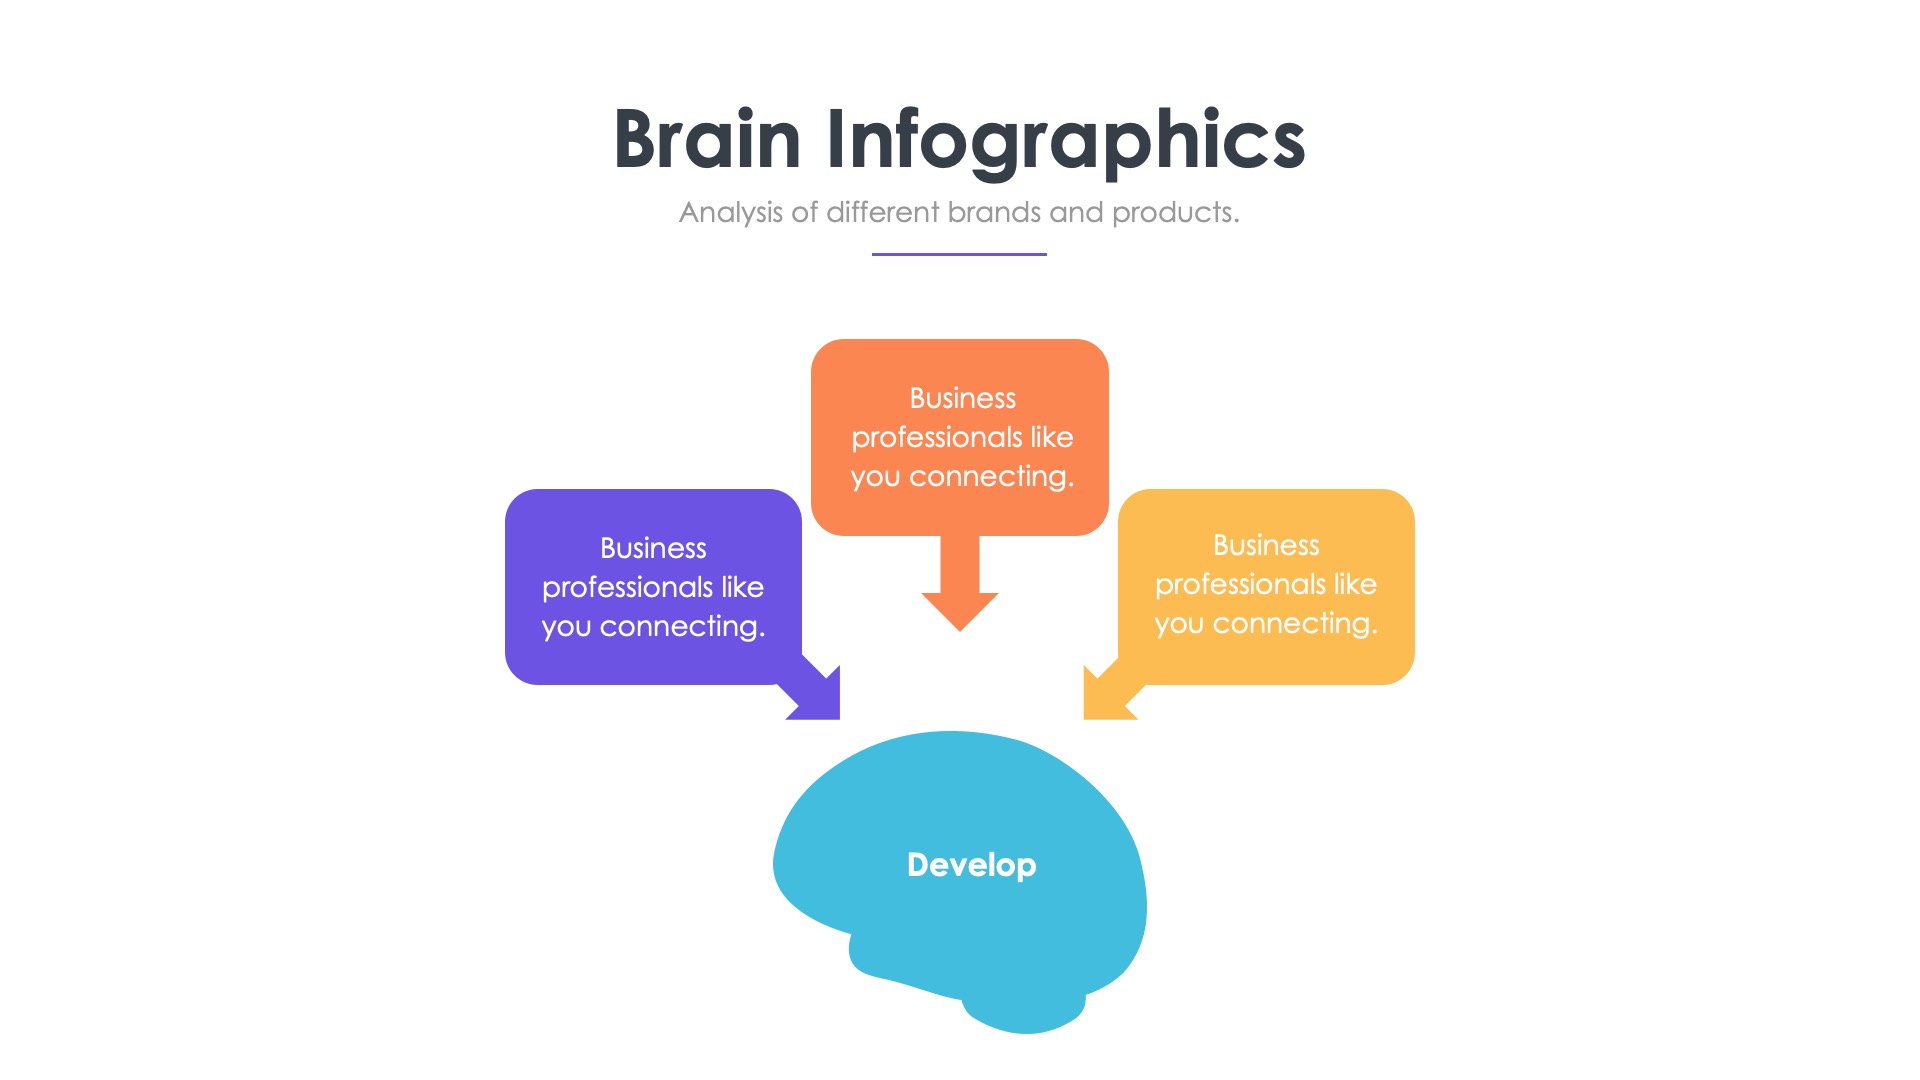 Brain Infographics
Analysis of different brands and products.
Business
professionals like
you connecting.
Business
professionals like
you connecting.
Business
professionals like
you connecting.
Develop